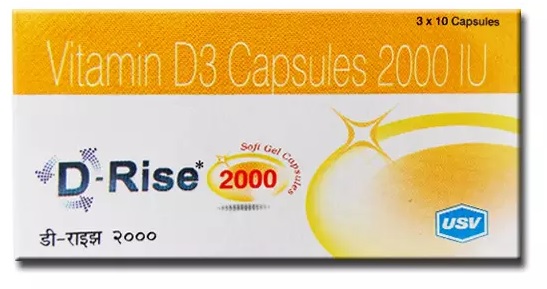 3 x 10 Capsules
Vitamin D3 Capsules 2000 IU
D-Rise*
Soft Gel Capsules
2000
USV
डी-राइझ २०००